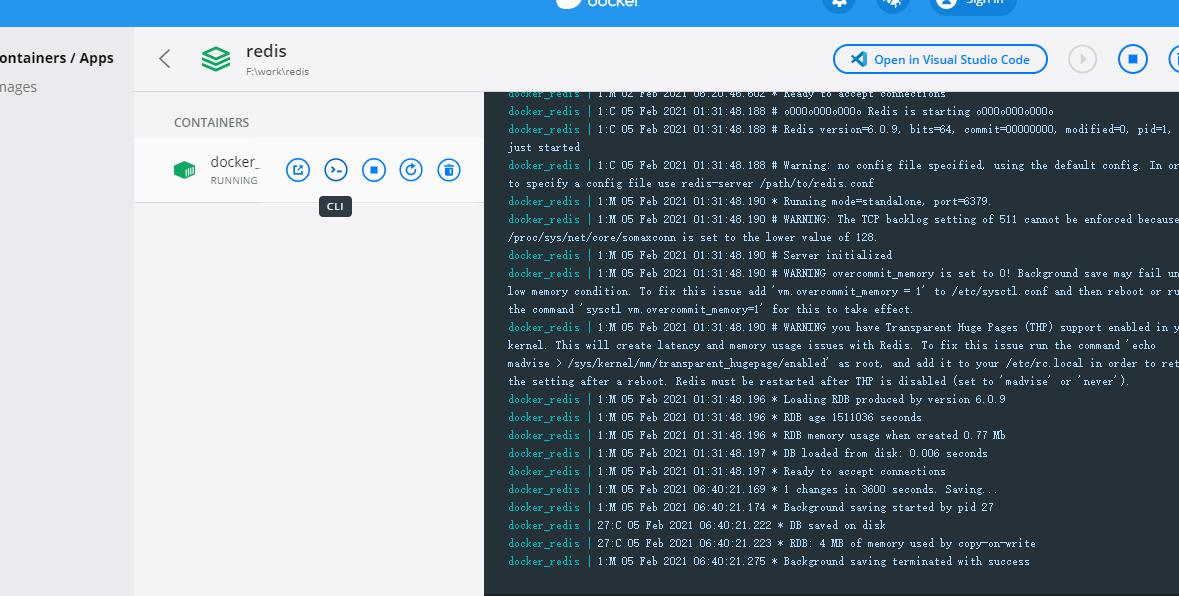 docker
Sign in
ontainers / Apps
nages
redis
F:\work\redis
Open in Visual Studio Code
CONTAINERS
docker_
RUNNING
CLI
docker_redis | 1:M 02 Feb 2021 06:20:46.602 * Ready to accept connections
docker_redis | 1:C 05 Feb 2021 01:31:48.188 # oO0OoO0OoO0Oo Redis is starting oO0OoO0OoO0Oo
docker_redis | 1:C 05 Feb 2021 01:31:48.188 # Redis version=6.0.9, bits=64, commit=00000000, modified=0, pid=1,
just started
docker_redis | 1:C 05 Feb 2021 01:31:48.188 # Warning: no config file specified, using the default config. In or
to specify a config file use redis-server /path/to/redis.conf
docker_redis | 1:M 05 Feb 2021 01:31:48.190 * Running mode=standalone, port=6379.
docker_redis | 1:M 05 Feb 2021 01:31:48.190 # WARNING: The TCP backlog setting of 511 cannot be enforced because
/proc/sys/net/core/somaxconn is set to the lower value of 128.
docker_redis | 1:M 05 Feb 2021 01:31:48.190 # Server initialized
docker_redis | 1:M 05 Feb 2021 01:31:48.190 # WARNING overcommit_memory is set to 0! Background save may fail un
low memory condition. To fix this issue add 'vm.overcommit_memory = 1' to /etc/sysctl.conf and then reboot or ru
the command 'sysctl vm.overcommit_memory=1' for this to take effect.
docker_redis | 1:M 05 Feb 2021 01:31:48.190 # WARNING you have Transparent Huge Pages (THP) support enabled in y
kernel. This will create latency and memory usage issues with Redis. To fix this issue run the command 'echo
madvise > /sys/kernel/mm/transparent_hugepage/enabled' as root, and add it to your /etc/rc.local in order to ret
the setting after a reboot. Redis must be restarted after THP is disabled (set to 'madvise' or 'never').
docker_redis | 1:M 05 Feb 2021 01:31:48.196 * Loading RDB produced by version 6.0.9
docker_redis | 1:M 05 Feb 2021 01:31:48.196 * RDB age 1511036 seconds
docker_redis | 1:M 05 Feb 2021 01:31:48.196 * RDB memory usage when created 0.77 Mb
docker_redis | 1:M 05 Feb 2021 01:31:48.197 * DB loaded from disk: 0.006 seconds
docker_redis | 1:M 05 Feb 2021 01:31:48.197 * Ready to accept connections
docker_redis | 1:M 05 Feb 2021 06:40:21.169 * 1 changes in 3600 seconds. Saving...
docker_redis | 1:M 05 Feb 2021 06:40:21.174 * Background saving started by pid 27
docker_redis | 27:C 05 Feb 2021 06:40:21.222 * DB saved on disk
docker_redis | 27:C 05 Feb 2021 06:40:21.223 * RDB: 4 MB of memory used by copy-on-write
docker_redis | 1:M 05 Feb 2021 06:40:21.275 * Background saving terminated with success